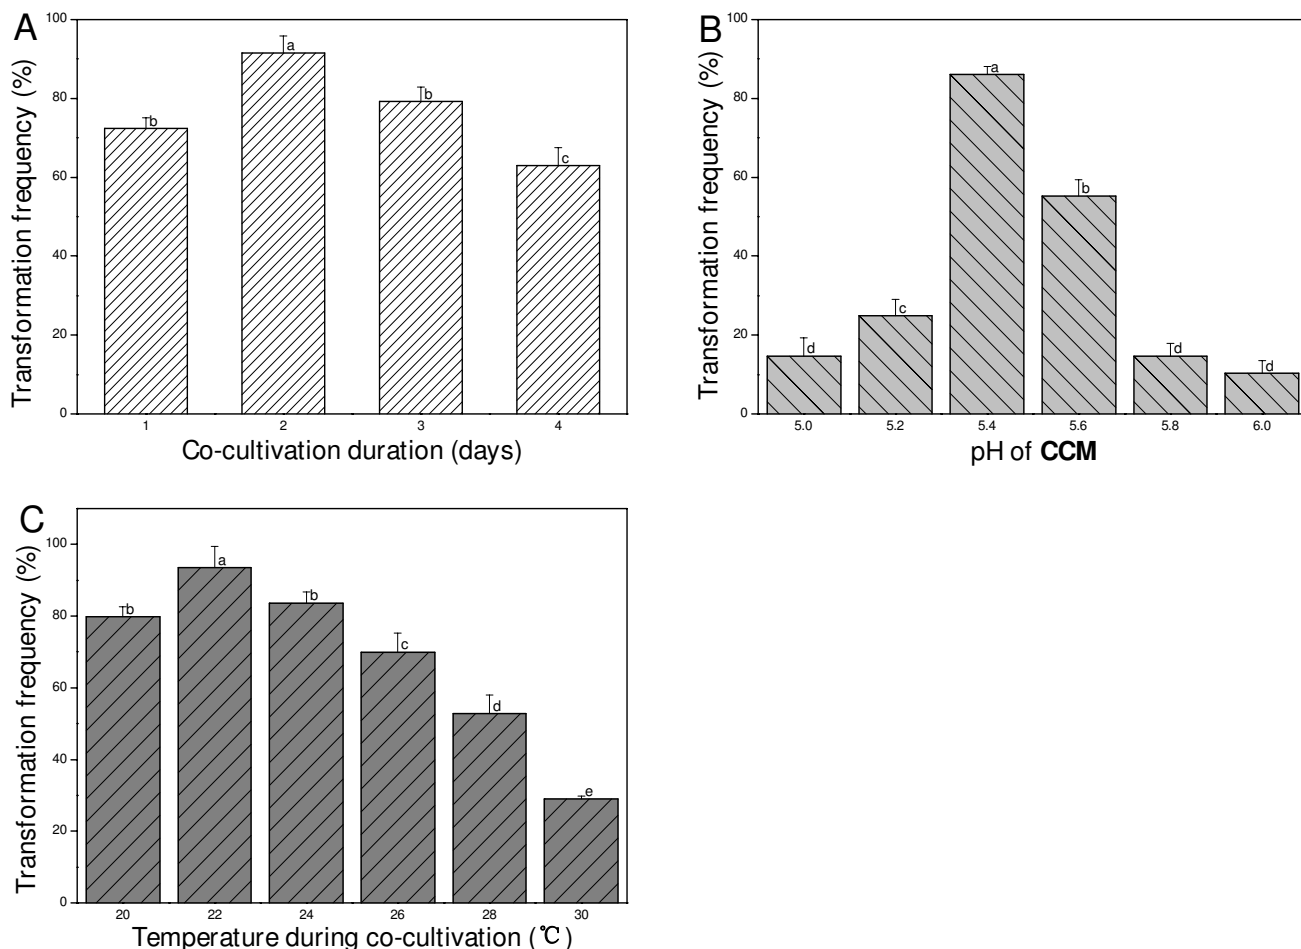 A
Transformation frequency (%)
100
80
60
40
20
0
b
a
b
c
1 2 3 4
Co-cultivation duration (days)
B
Transformation frequency (%)
100
80
60
40
20
0
d
c
a
b
d
d
5.0 5.2 5.4 5.6 5.8 6.0
pH of CCM
C
Transformation frequency (%)
100
80
60
40
20
0
b
a
b
c
d
e
20 22 24 26 28 30
Temperature during co-cultivation (℃)